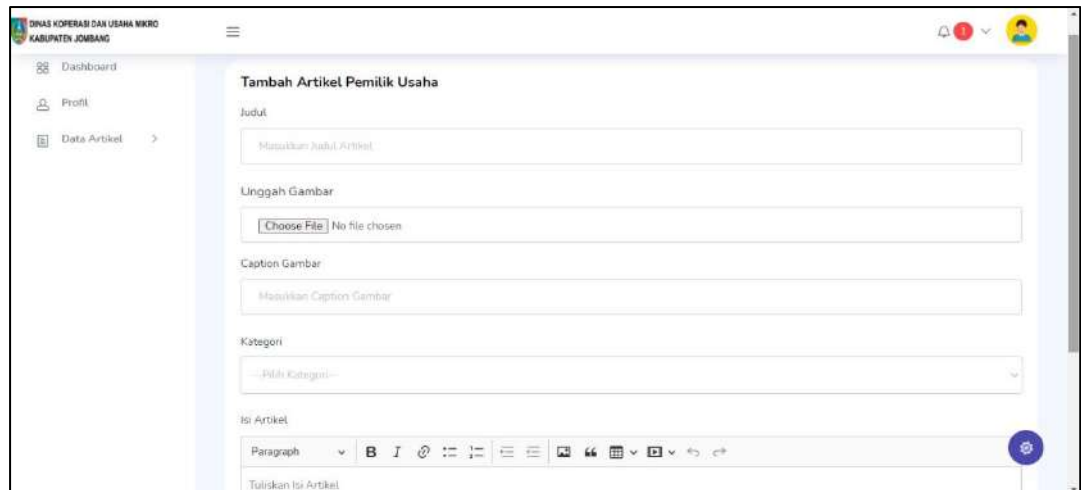 DINAS KOPERASI DAN USAHA MIKRO
KABUPATEN JOMBANG
1
Dashboard
Profil
Data Artikel
Tambah Artikel Pemilik Usaha
Judul
Masukkan Judul Artikel
Unggah Gambar
Choose File No file chosen
Caption Gambar
Masukkan Caption Gambar
Kategori
---Pilih Kategori---
Isi Artikel
Paragraph B I
Tuliskan Isi Artikel